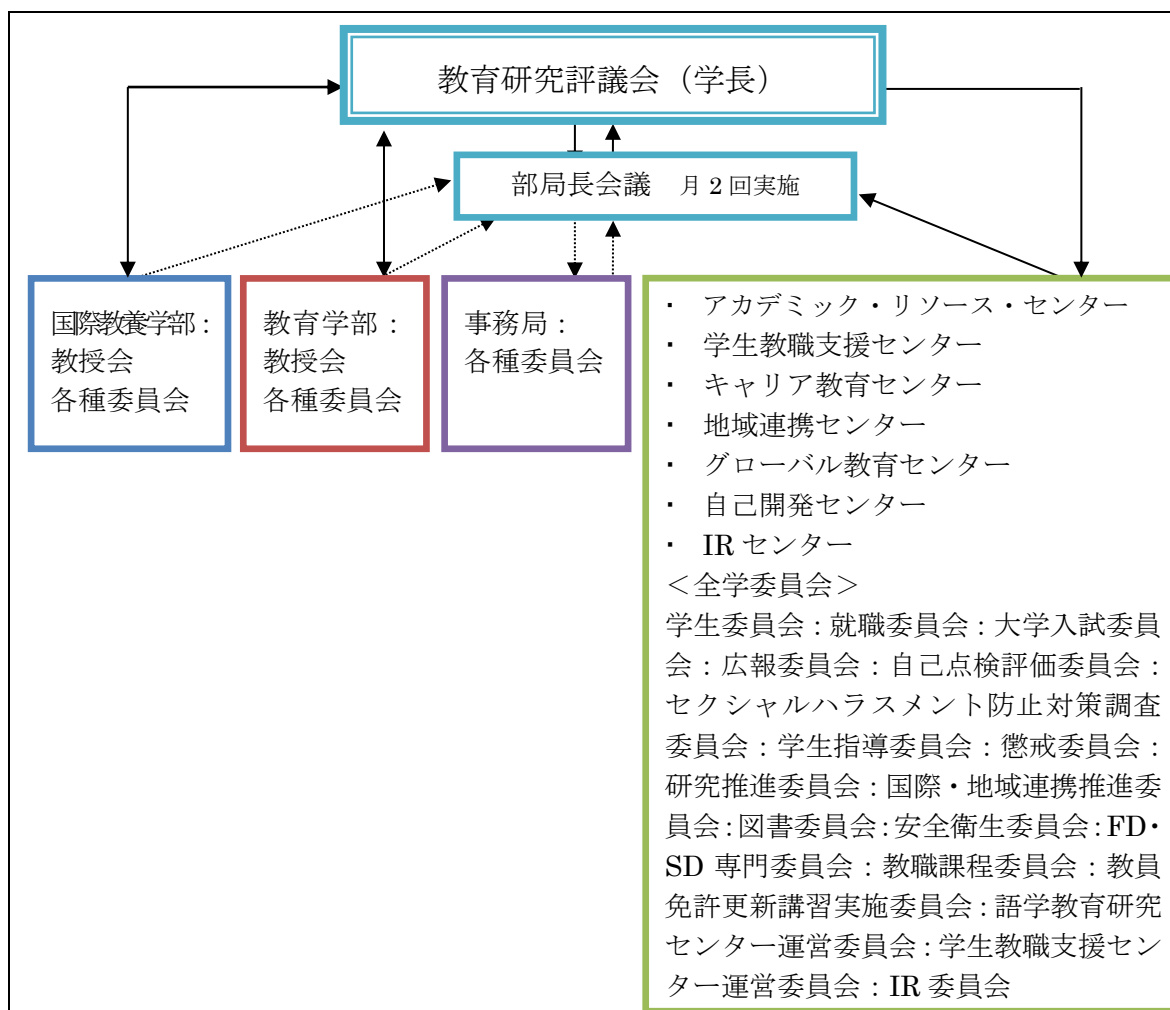 教育研究評議会（学長）
部局長会議　月２回実施
国際教養学部：
教授会
各種委員会
教育学部：
教授会
各種委員会
事務局：
各種委員会
・　アカデミック・リソース・センター
・　学生教職支援センター
・　キャリア教育センター
・　地域連携センター
・　グローバル教育センター
・　自己開発センター
・　IR センター
＜全学委員会＞
学生委員会：就職委員会：大学入試委員
会：広報委員会：自己点検評価委員会：
セクシャルハラスメント防止対策調査
委員会：学生指導委員会：懲戒委員会：
研究推進委員会：国際・地域連携推進委
員会：図書委員会：安全衛生委員会：FD・
SD 専門委員会：教職課程委員会：教員
免許更新講習実施委員会：語学教育研究
センター運営委員会：学生教職支援セン
ター運営委員会：IR 委員会